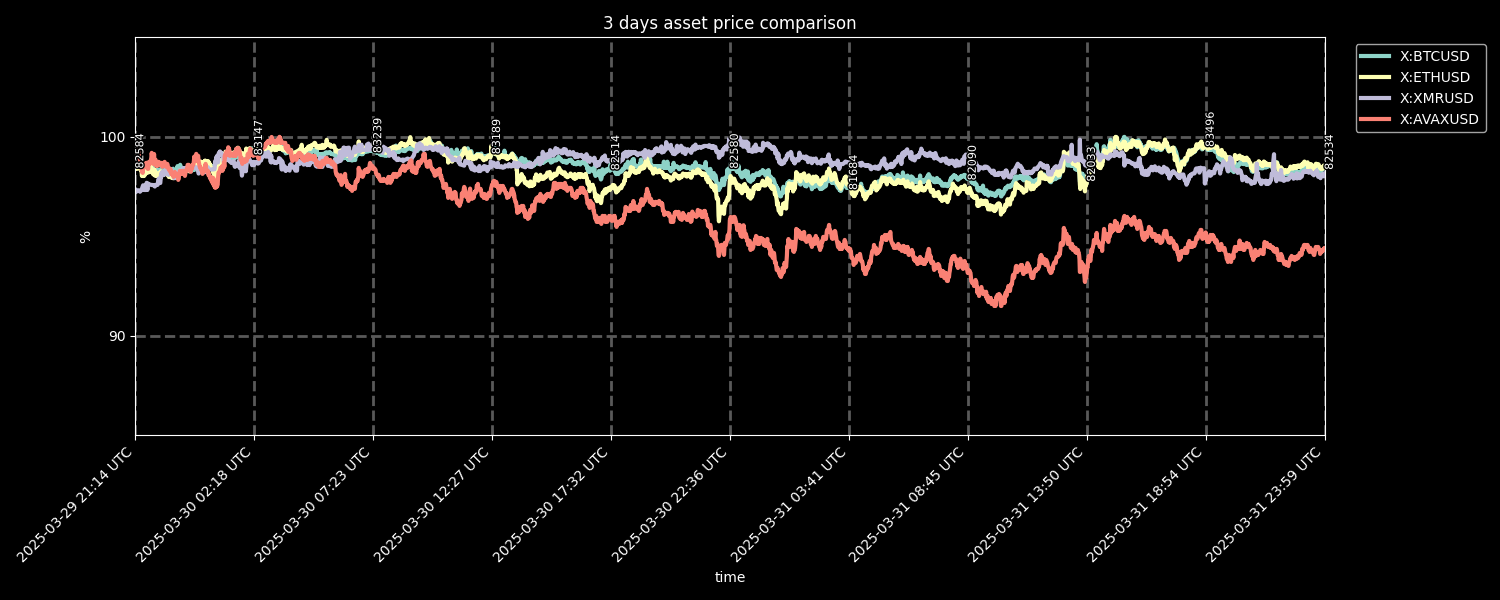 3 days asset price comparison
X:BTCUSD
X:ETHUSD
X:XMRUSD
X:AVAXUSD
100
90
%
83147
83239
83189
82514
82580
81684
82090
82033
83496
82534
2025-03-29 21:14 UTC
2025-03-30 02:18 UTC
2025-03-30 07:23 UTC
2025-03-30 12:27 UTC
2025-03-30 17:32 UTC
2025-03-30 22:36 UTC
2025-03-31 03:41 UTC
2025-03-31 08:45 UTC
2025-03-31 13:50 UTC
2025-03-31 18:54 UTC
2025-03-31 23:59 UTC
time